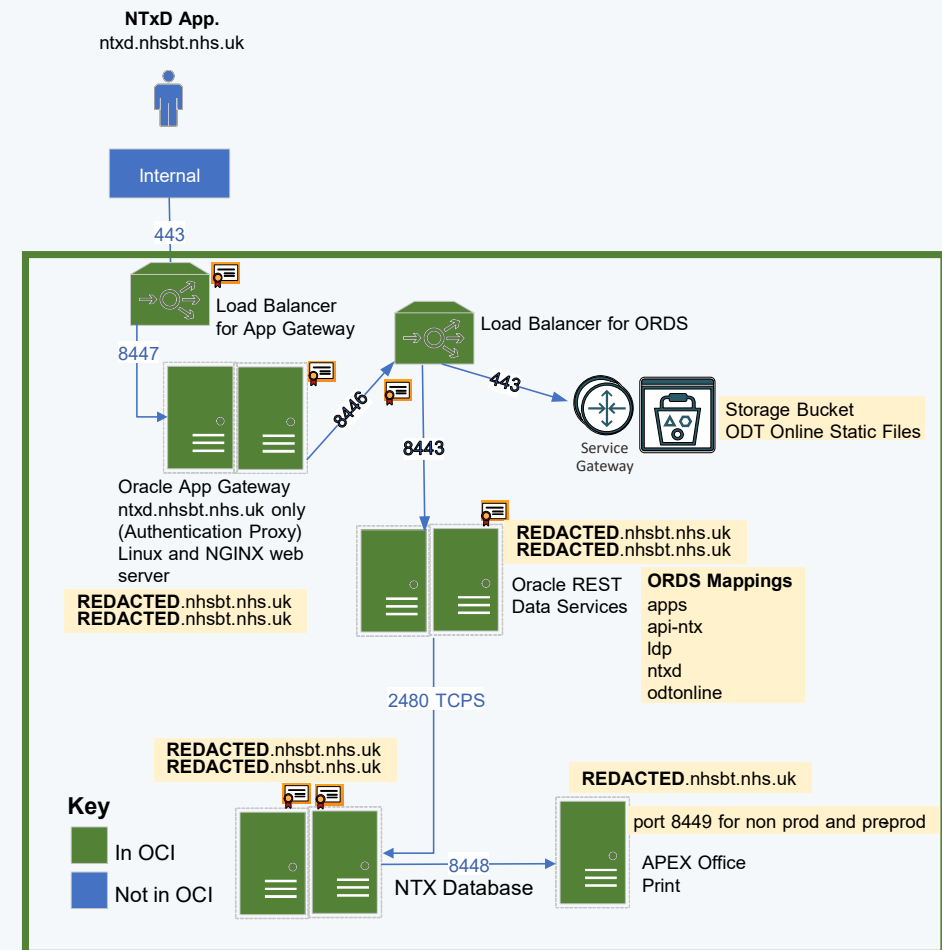 NTxD App.
ntxd.nhsbt.nhs.uk
Internal
443
Load Balancer
for App Gateway
8447
Load Balancer for ORDS
8446
443
8443
Service
Gateway
Storage Bucket
ODT Online Static Files
Oracle App Gateway
ntxd.nhsbt.nhs.uk only
(Authentication Proxy)
Linux and NGINX web
server
REDACTED.nhsbt.nhs.uk
REDACTED.nhsbt.nhs.uk
REDACTED.nhsbt.nhs.uk
REDACTED.nhsbt.nhs.uk
Oracle REST
Data Services
ORDS Mappings
apps
api-ntx
ldp
ntxd
odtonline
2480 TCPS
REDACTED.nhsbt.nhs.uk
REDACTED.nhsbt.nhs.uk
REDACTED.nhsbt.nhs.uk
port 8449 for non prod and preprod
Key
In OCI
Not in OCI
8448
NTX Database
APEX Office
Print